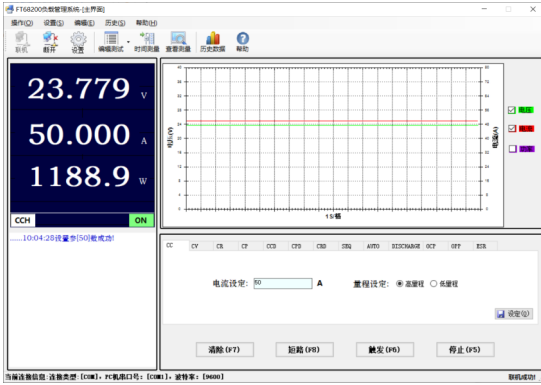 FT68200负载管理系统-[主界面]
操作(O) 设置(S) 编辑(E) 历史(S) 帮助(H)
联机 断开 设置 编辑测试 时间测量 查看测量 历史数据 帮助
23.779 V
50.000 A
1188.9 W
CCH ON
......10:04:28设置参[50]数成功!
电压(V)
电流(A)
1S/格
电压
电流
CC CV CR CP CCD CPD CRD SEQ AUTO DISCHARGE OCP OPP ESR
电流设定: 50 A 量程设定: 高量程 低量程
设定(Q)
清除(F7) 短路(F8) 触发(F6) 停止(F5)
当前连接信息:连接类型:[COM], PC机串口号: [COM1], 波特率: [9600] 联机成功!